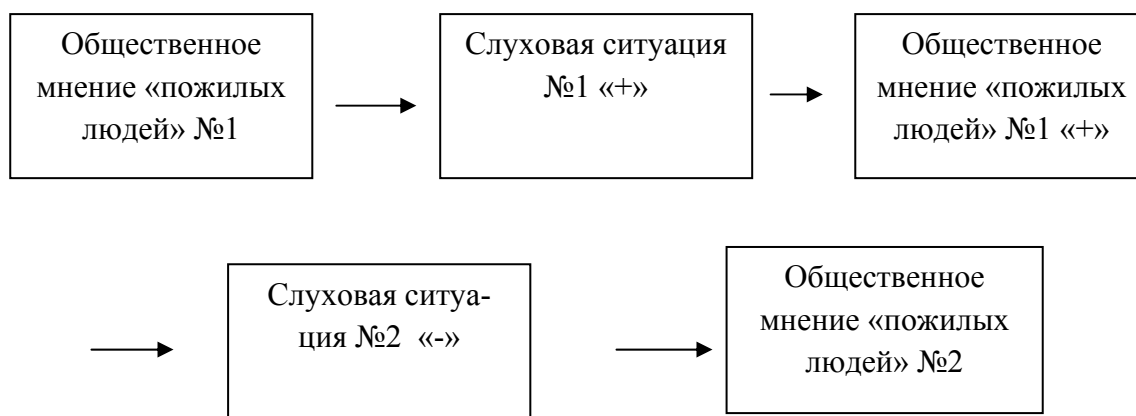 Общественное
мнение «пожилых
людей» №1
Слуховая ситуация
№1 «+»
Общественное
мнение «пожилых
людей» №1 «+»
Слуховая ситуа-
ция №2 «-»
Общественное
мнение «пожилых
людей» №2